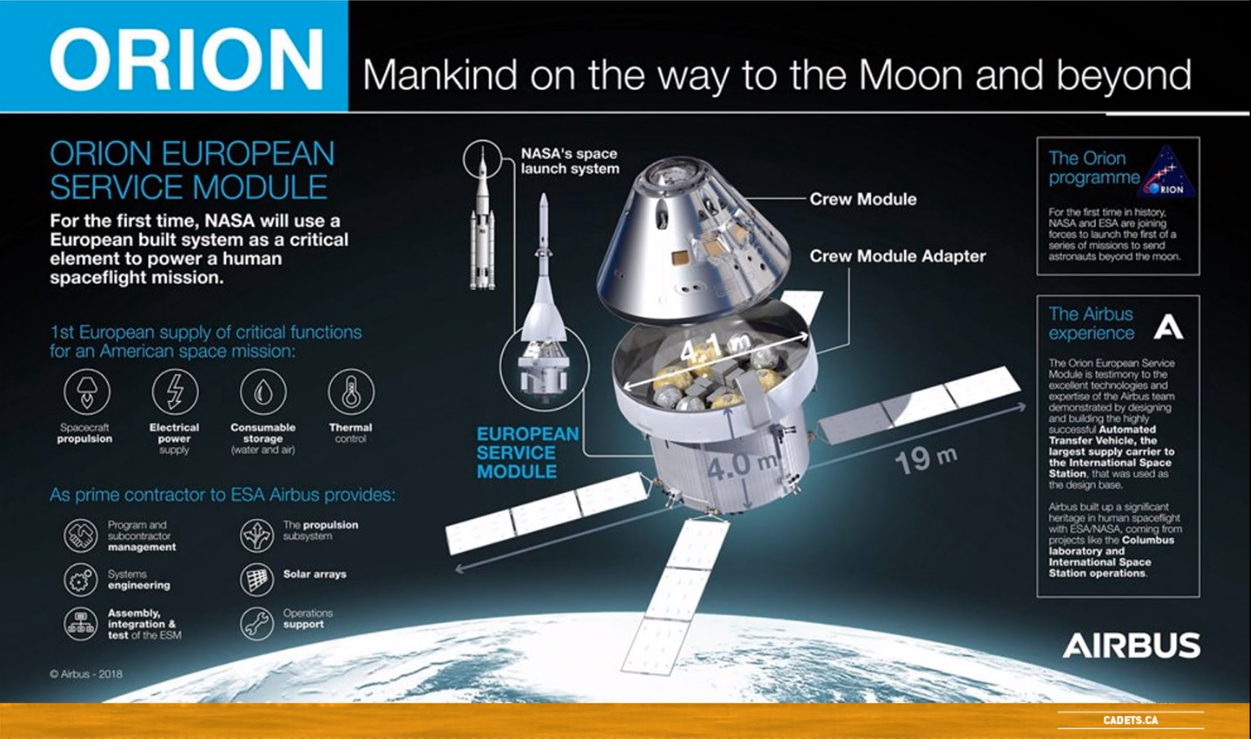 ORION
Mankind on the way to the Moon and beyond
ORION EUROPEAN
SERVICE MODULE
For the first time, NASA will use a
European built system as a critical
element to power a human
spaceflight mission.
1st European supply of critical functions
for an American space mission:
Spacecraft
propulsion
Electrical
power
supply
Consumable
storage
(water and air)
Thermal
control
As prime contractor to ESA Airbus provides:
Program and
subcontractor
management
The propulsion
subsystem
Systems
engineering
Solar arrays
Assembly,
integration &
test of the ESM
Operations
support
© Airbus - 2018
NASA's space
launch system
Crew Module
Crew Module Adapter
4.1 m
EUROPEAN
SERVICE
MODULE
4.0 m
19 m
The Orion
programme
ORION
For the first time in history,
NASA and ESA are joining
forces to launch the first of a
series of missions to send
astronauts beyond the moon.
The Airbus
experience
The Orion European Service
Module is testimony to the
excellent technologies and
expertise of the Airbus team
demonstrated by designing
and building the highly
successful Automated
Transfer Vehicle, the
largest supply carrier to
the International Space
Station, that was used as
the design base.
Airbus built up a significant
heritage in human spaceflight
with ESA/NASA, coming from
projects like the Columbus
laboratory and
International Space
Station operations.
AIRBUS
CADETS.CA